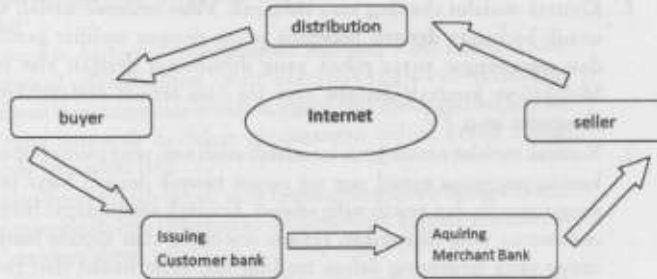 distribution
buyer
Internet
seller
Issuing
Customer bank
Aquiring
Merchant Bank